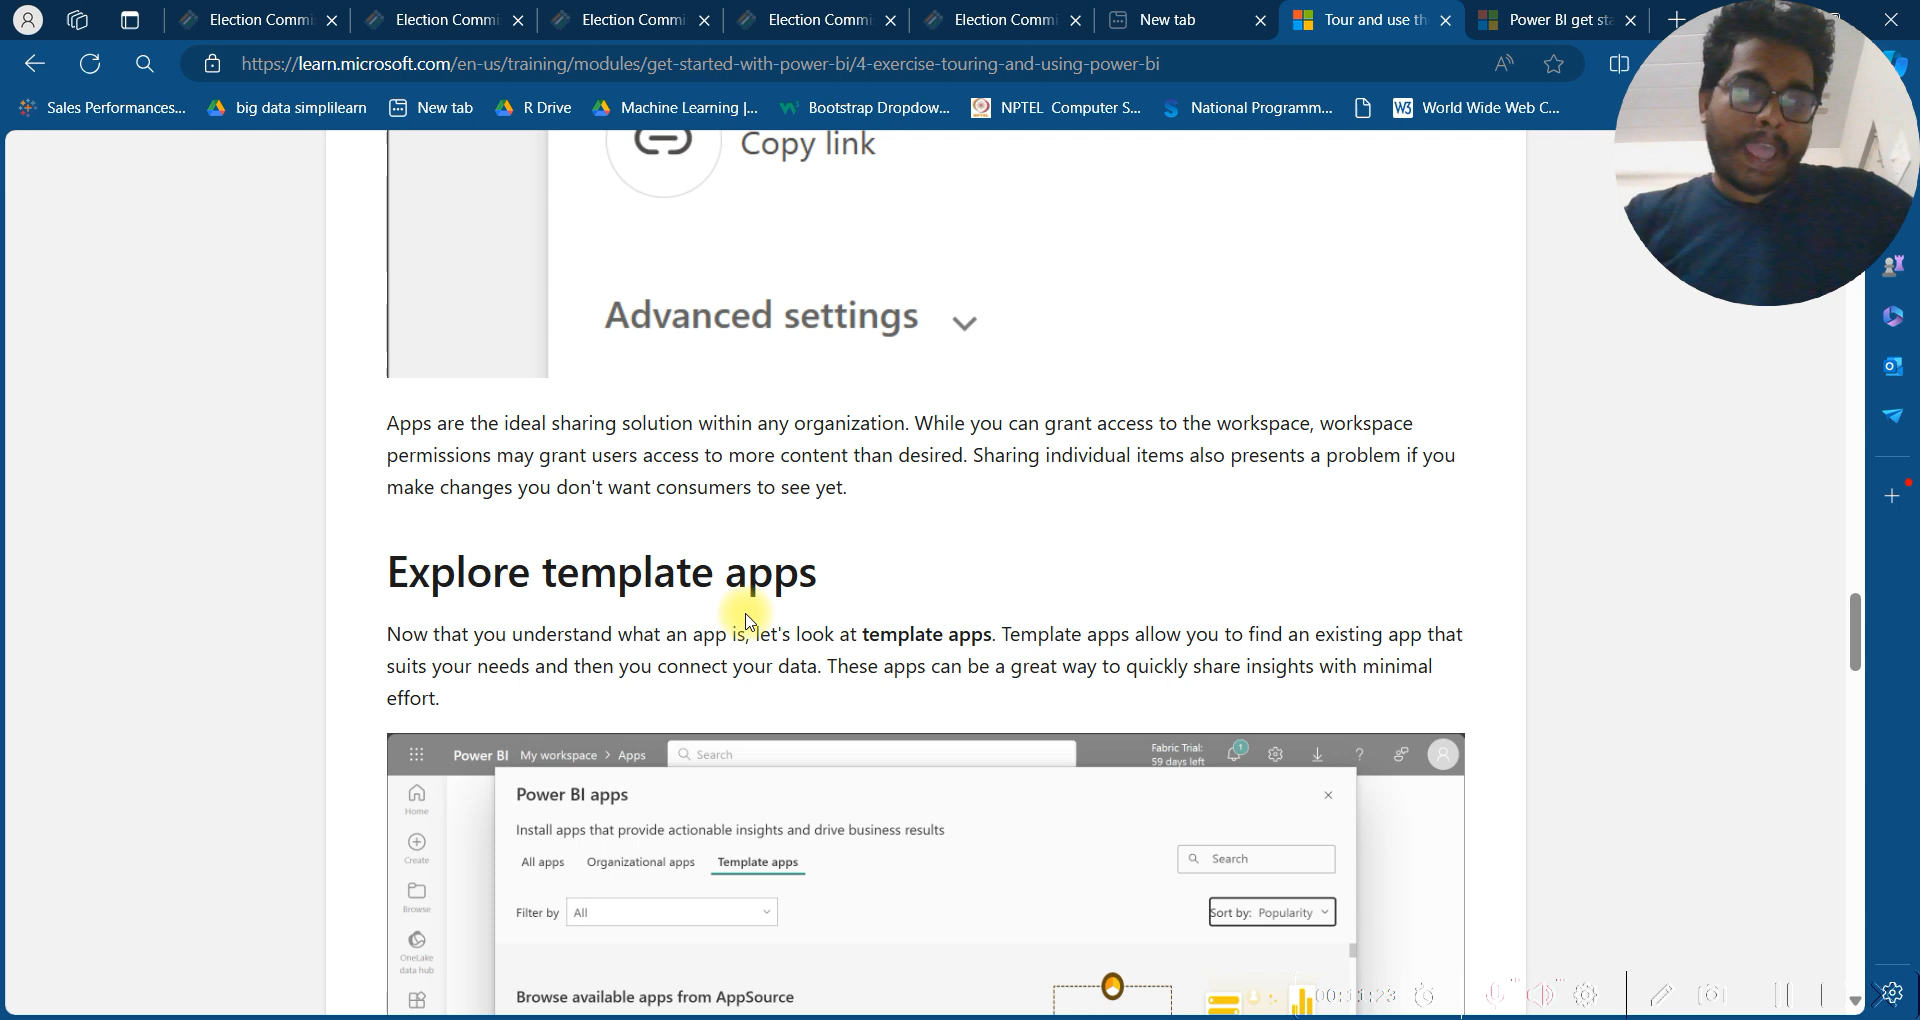 Election Commi
Election Commi
Election Commi
Election Commi
Election Commi
New tab
Tour and use th
Power BI get sta
https://learn.microsoft.com/en-us/training/modules/get-started-with-power-bi/4-exercise-touring-and-using-power-bi
Sales Performances...
big data simplilearn
New tab
R Drive
Machine Learning |...
Bootstrap Dropdow...
NPTEL Computer S...
National Programm...
World Wide Web C...
Copy link
Advanced settings
Apps are the ideal sharing solution within any organization. While you can grant access to the workspace, workspace
permissions may grant users access to more content than desired. Sharing individual items also presents a problem if you
make changes you don't want consumers to see yet.
Explore template apps
Now that you understand what an app is, let's look at template apps. Template apps allow you to find an existing app that
suits your needs and then you connect your data. These apps can be a great way to quickly share insights with minimal
effort.
Power BI My workspace > Apps
Search
Fabric Trial:
59 days left
1
Home
Create
Browse
OneLake
data hub
Power BI apps
Install apps that provide actionable insights and drive business results
All apps
Organizational apps
Template apps
Search
Filter by
All
Sort by: Popularity
Browse available apps from AppSource